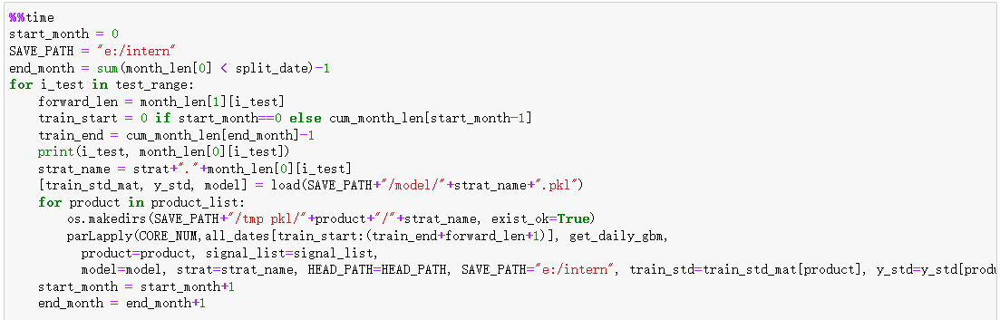 %%time
start_month = 0
SAVE_PATH = "e:/intern"
end_month = sum(month_len[0] < split_date)-1
for i_test in test_range:
    forward_len = month_len[1][i_test]
    train_start = 0 if start_month==0 else cum_month_len[start_month-1]
    train_end = cum_month_len[end_month]-1
    print(i_test, month_len[0][i_test])
    strat_name = strat+"."+month_len[0][i_test]
    [train_std_mat, y_std, model] = load(SAVE_PATH+"/model/"+strat_name+".pkl")
    for product in product_list:
        os.makedirs(SAVE_PATH+"/tmp pkl/"+product+"/"+strat_name, exist_ok=True)
        parLapply(CORE_NUM,all_dates[train_start:(train_end+forward_len+1)], get_daily_gbm,
          product=product, signal_list=signal_list,
          model=model, strat=strat_name, HEAD_PATH=HEAD_PATH, SAVE_PATH="e:/intern", train_std=train_std_mat[product], y_std=y_std[produ
    start_month = start_month+1
    end_month = end_month+1